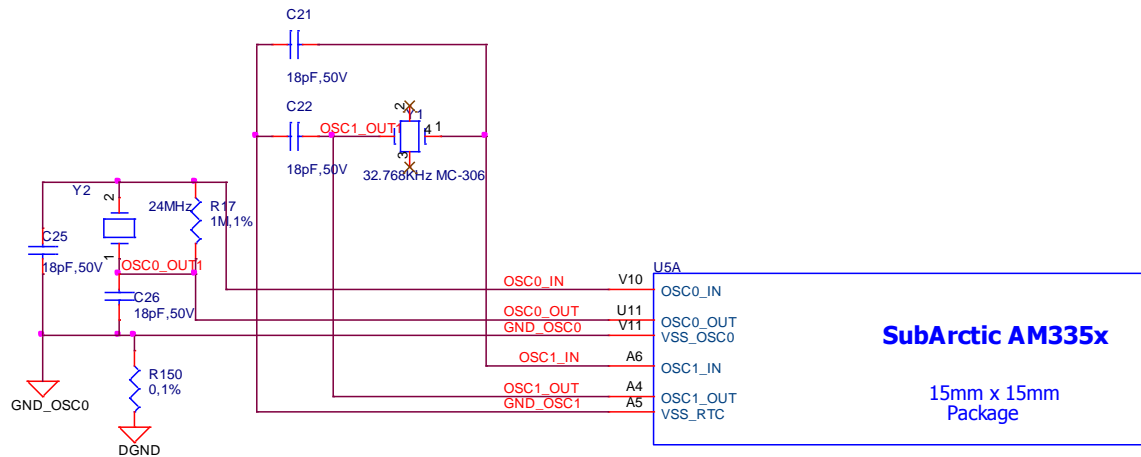 C21
18pF,50V
C22
OSC1_OUT1
18pF,50V
2
Y1
4
1
3
32.768KHz MC-306
Y2
2
24MHz
R17
1M,1%
C25
18pF,50V
1
OSC0_OUT1
C26
18pF,50V
R150
0,1%
GND_OSC0
DGND
U5A
OSC0_IN
V10
OSC0_IN
OSC0_OUT
U11
OSC0_OUT
GND_OSC0
V11
VSS_OSC0
OSC1_IN
A6
OSC1_IN
OSC1_OUT
A4
OSC1_OUT
GND_OSC1
A5
VSS_RTC
SubArctic AM335x
15mm x 15mm
Package